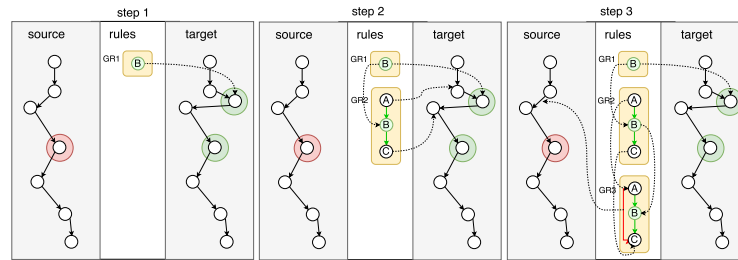 step 1
source rules target
GR1 B
step 2
source rules target
GR1 B
GR2 A
B
C
step 3
source rules target
GR1 B
GR2 A
B
C
GR3 A
B
C